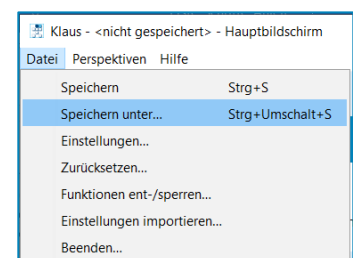 Klaus - <nicht gespeichert> - Hauptbildschirm
Datei Perspektiven Hilfe
Speichern Strg+S
Speichern unter... Strg+Umschalt+S
Einstellungen...
Zurücksetzen...
Funktionen ent-/sperren...
Einstellungen importieren...
Beenden...